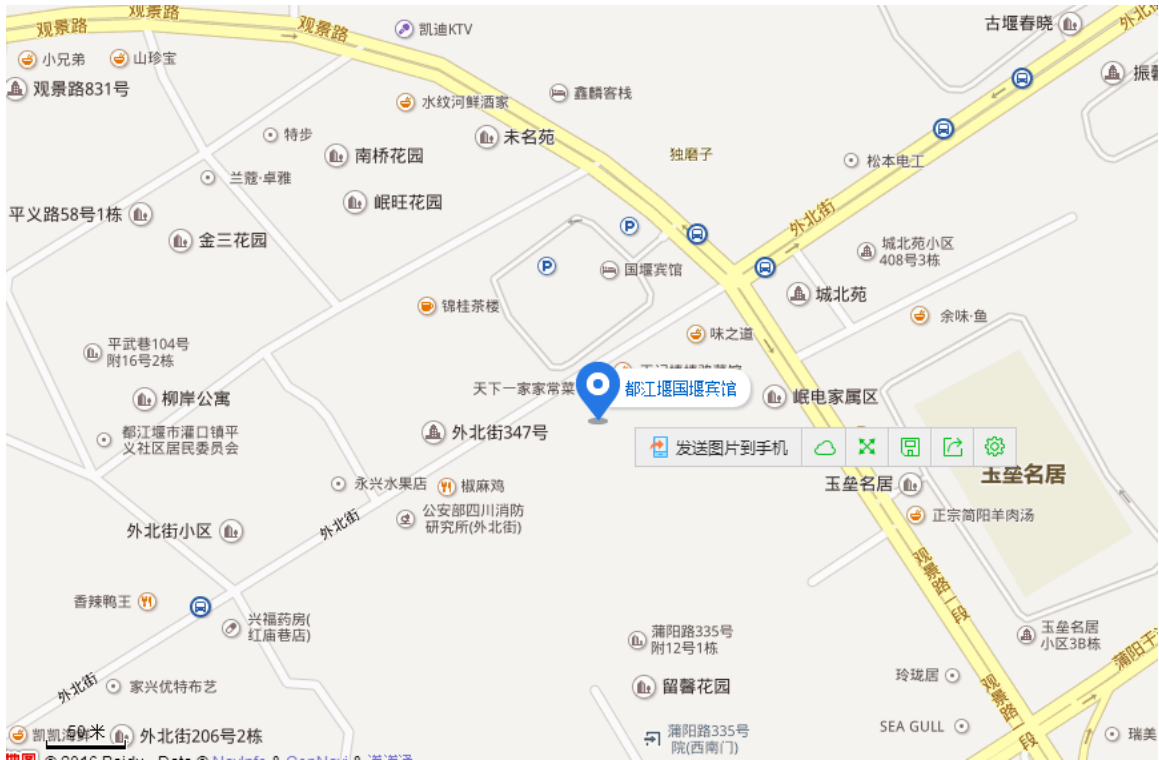 观景路
观景路
观景路
凯迪KTV
古堰春晓
小兄弟
山珍宝
观景路831号
水纹河鲜酒家
鑫麟客栈
特步
未名苑
南桥花园
独磨子
松本电工
兰蔻·卓雅
岷旺花园
平义路58号1栋
外北街
金三花园
城北苑小区
408号3栋
国堰宾馆
城北苑
锦桂茶楼
余味·鱼
味之道
平武巷104号
附16号2栋
天下一家家常菜
都江堰国堰宾馆
柳岸公寓
岷电家属区
都江堰市灌口镇平
义社区居民委员会
外北街347号
发送图片到手机
玉垒名居
永兴水果店
椒麻鸡
玉垒名居
公安部四川消防
研究所(外北街)
正宗简阳羊肉汤
外北街
外北街小区
观景路一段
香辣鸭王
兴福药房(
红庙巷店)
蒲阳路335号
附12号1栋
玉垒名居
小区3B栋
外北街
家兴优特布艺
留馨花园
玲珑居
观景路一段
SEA GULL
蒲阳路335号
院(西南门)
瑞美
50米
外北街206号2栋